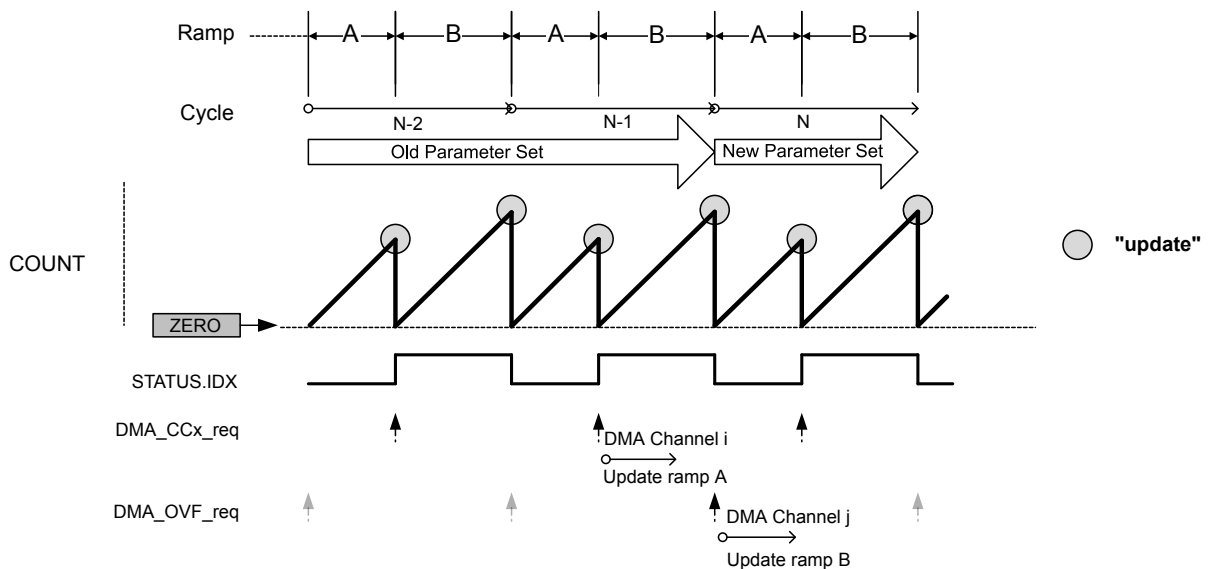 Ramp A B A B A B
Cycle
N-2 N-1 N
Old Parameter Set New Parameter Set
COUNT
"update"
ZERO
STATUS.IDX
DMA_CCx_req
DMA Channel i
Update ramp A
DMA_OVF_req
DMA Channel j
Update ramp B